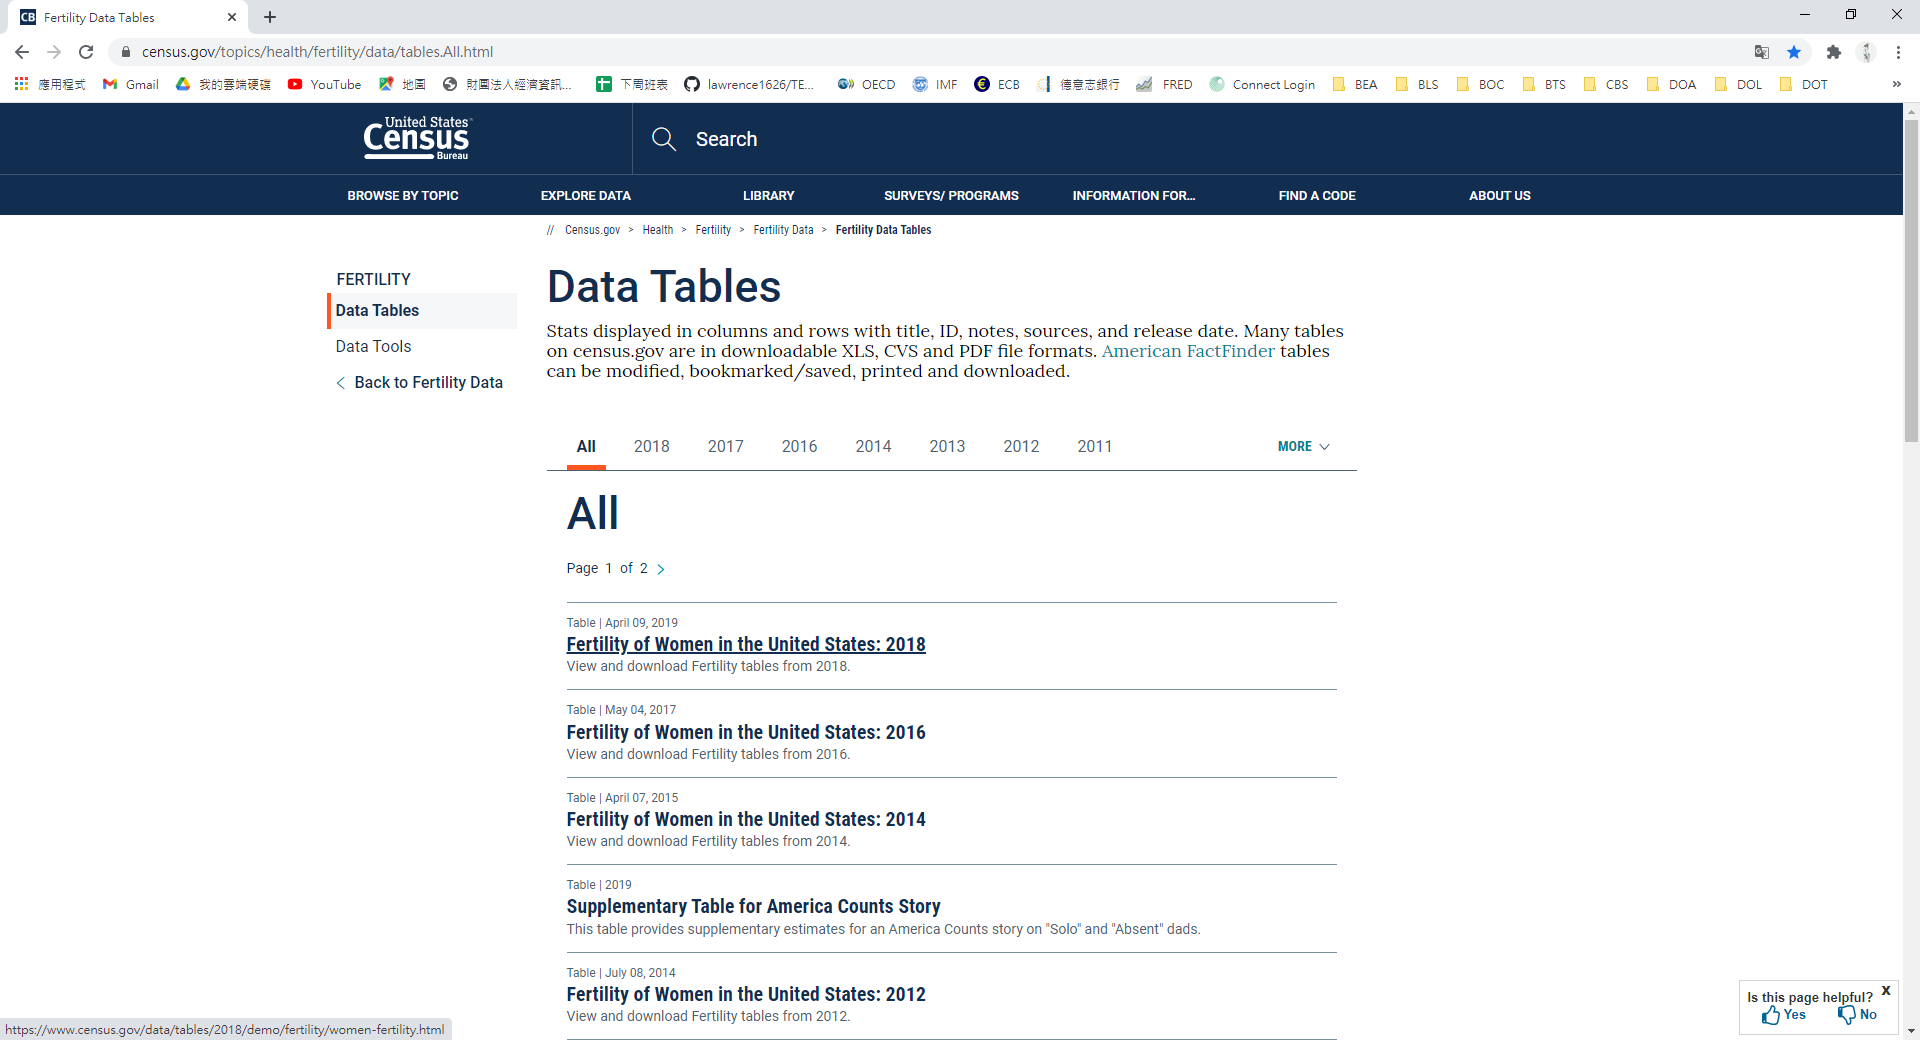 Fertility Data Tables
census.gov/topics/health/fertility/data/tables.All.html
應用程式 Gmail 我的雲端硬碟 YouTube 地圖 財團法人經濟資訊... 下周班表 lawrence1626/TE... OECD IMF ECB 德意志銀行 FRED Connect Login BEA BLS BOC BTS CBS DOA DOL DOT »
United States
Census
Bureau
Search
BROWSE BY TOPIC EXPLORE DATA LIBRARY SURVEYS/ PROGRAMS INFORMATION FOR... FIND A CODE ABOUT US
// Census.gov > Health > Fertility > Fertility Data > Fertility Data Tables
FERTILITY
Data Tables
Data Tools
Back to Fertility Data
Data Tables
Stats displayed in columns and rows with title, ID, notes, sources, and release date. Many tables
on census.gov are in downloadable XLS, CVS and PDF file formats. American FactFinder tables
can be modified, bookmarked/saved, printed and downloaded.
All 2018 2017 2016 2014 2013 2012 2011 MORE
All
Page 1 of 2
Table | April 09, 2019
Fertility of Women in the United States: 2018
View and download Fertility tables from 2018.
Table | May 04, 2017
Fertility of Women in the United States: 2016
View and download Fertility tables from 2016.
Table | April 07, 2015
Fertility of Women in the United States: 2014
View and download Fertility tables from 2014.
Table | 2019
Supplementary Table for America Counts Story
This table provides supplementary estimates for an America Counts story on "Solo" and "Absent" dads.
Table | July 08, 2014
Fertility of Women in the United States: 2012
View and download Fertility tables from 2012.
Is this page helpful? X
Yes No
https://www.census.gov/data/tables/2018/demo/fertility/women-fertility.html